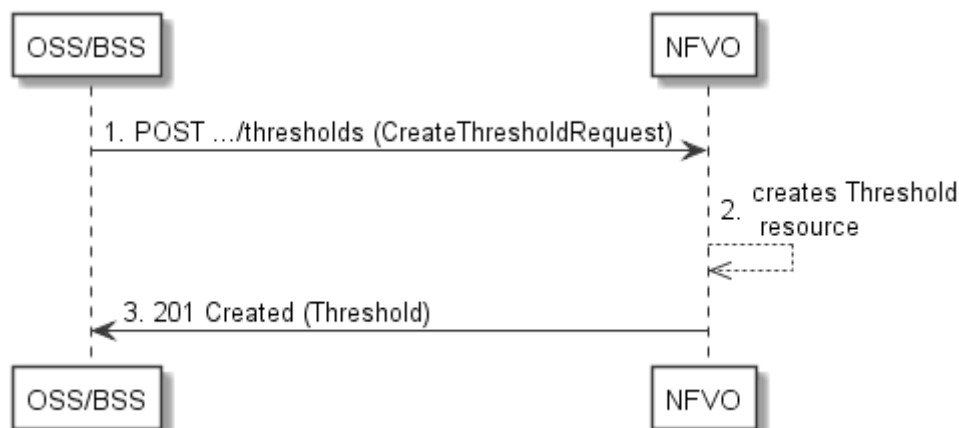 OSS/BSS
NFVO
1. POST .../thresholds (CreateThresholdRequest)
2. creates Threshold
resource
3. 201 Created (Threshold)
OSS/BSS
NFVO